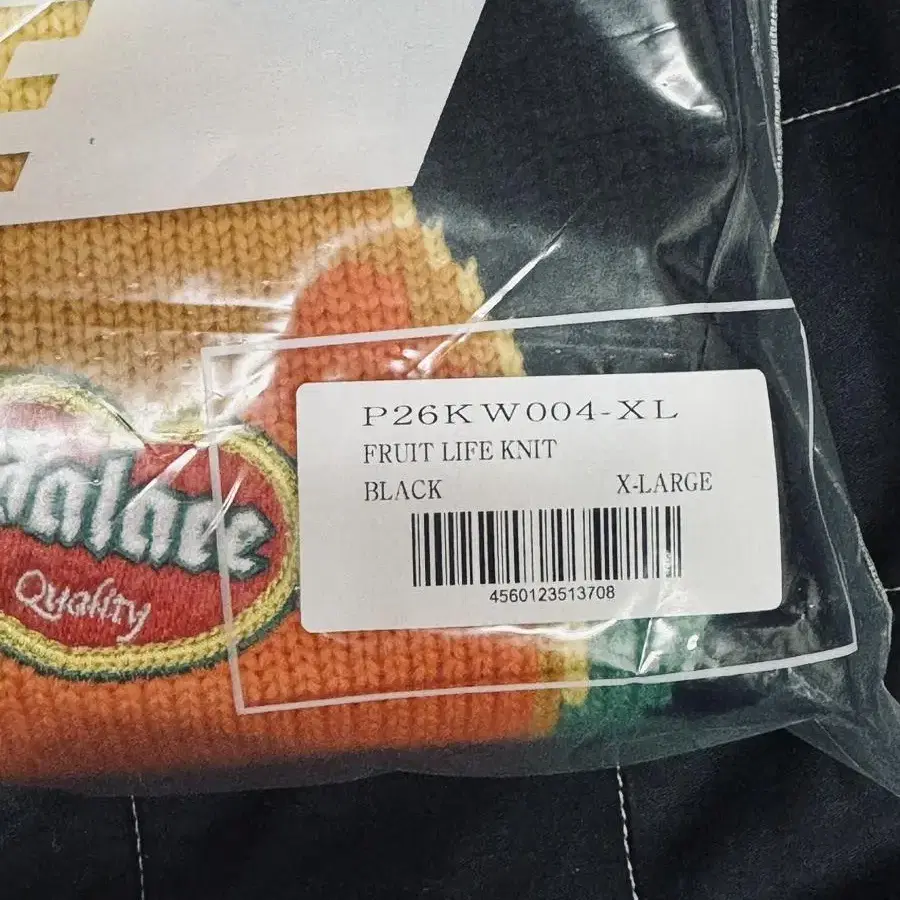 P26KW004-XL
FRUIT LIFE KNIT
BLACK X-LARGE
4560123513708
Palace
Quality